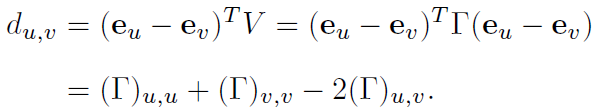 d_{u,v} = (e_u − e_v)^T V = (e_u − e_v)^T Γ(e_u − e_v)
= (Γ)_{u,u} + (Γ)_{v,v} − 2(Γ)_{u,v}.